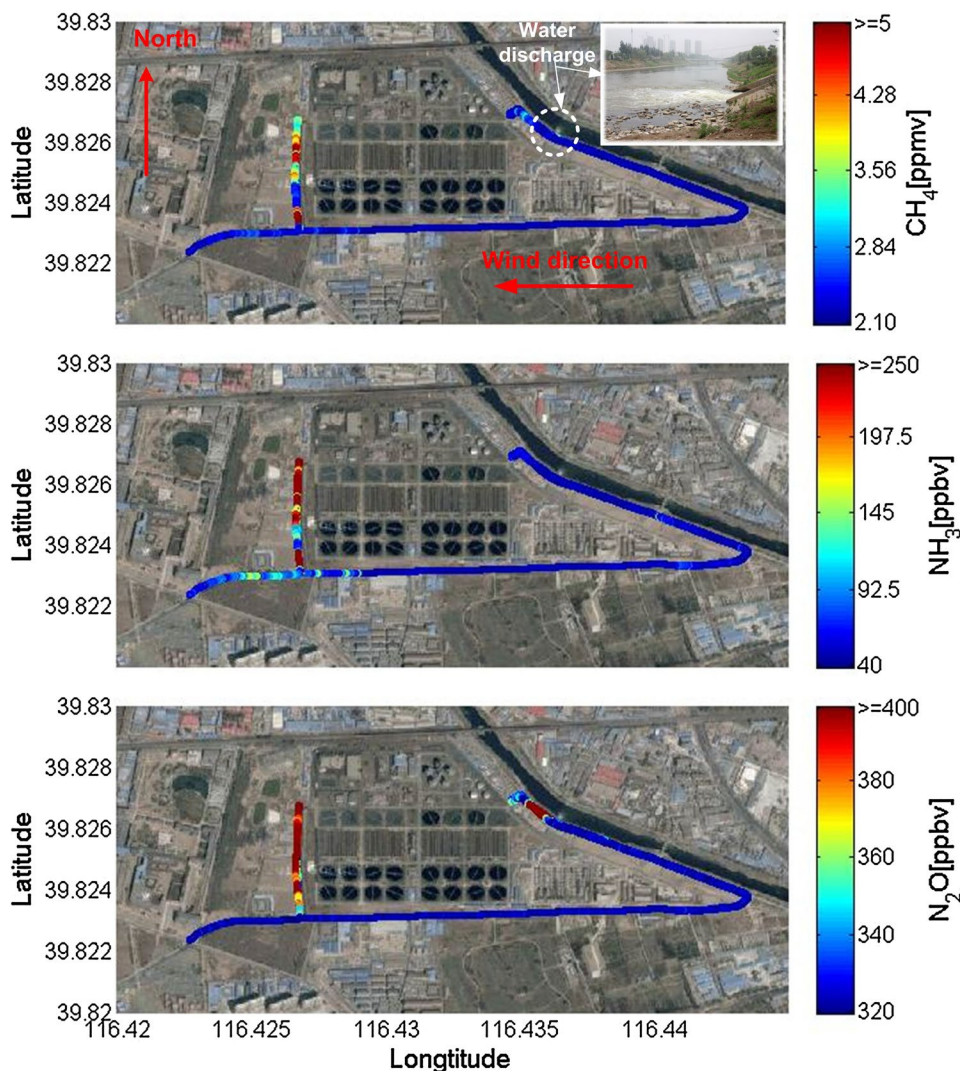 39.83
39.828
39.826
39.824
39.822
Latitude
North
Water
discharge
Wind direction
>=5
4.28
3.56
2.84
2.10
CH4[ppmv]
39.83
39.828
39.826
39.824
39.822
Latitude
>=250
197.5
145
92.5
40
NH3[ppbv]
39.83
39.828
39.826
39.824
39.822
39.82
Latitude
>=400
380
360
340
320
N2O[ppbv]
116.42 116.425 116.43 116.435 116.44
Longtitude